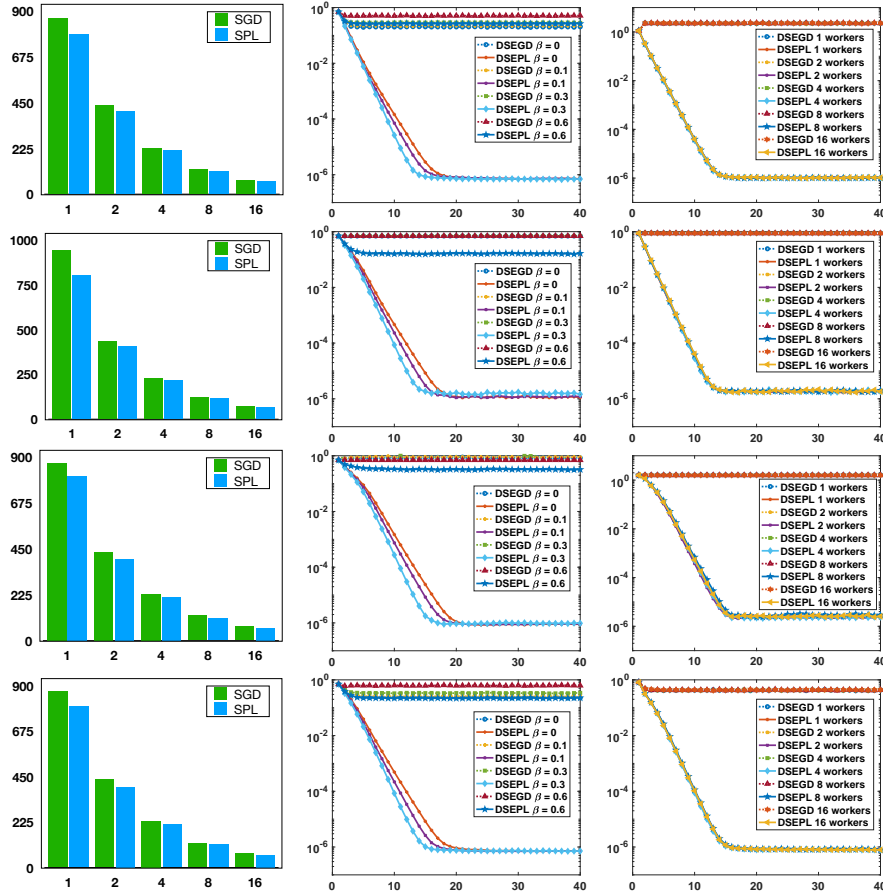 900
675
450
225
0
1 2 4 8 16
SGD
SPL
10^0
10^-2
10^-4
10^-6
0 10 20 30 40
DSEGD β = 0
DSEPL β = 0
DSEGD β = 0.1
DSEPL β = 0.1
DSEGD β = 0.3
DSEPL β = 0.3
DSEGD β = 0.6
DSEPL β = 0.6
10^0
10^-2
10^-4
10^-6
0 10 20 30 40
DSEGD 1 workers
DSEPL 1 workers
DSEGD 2 workers
DSEPL 2 workers
DSEGD 4 workers
DSEPL 4 workers
DSEGD 8 workers
DSEPL 8 workers
DSEGD 16 workers
DSEPL 16 workers
1000
750
500
250
0
1 2 4 8 16
SGD
SPL
10^0
10^-2
10^-4
10^-6
0 10 20 30 40
DSEGD β = 0
DSEPL β = 0
DSEGD β = 0.1
DSEPL β = 0.1
DSEGD β = 0.3
DSEPL β = 0.3
DSEGD β = 0.6
DSEPL β = 0.6
10^0
10^-2
10^-4
10^-6
0 10 20 30 40
DSEGD 1 workers
DSEPL 1 workers
DSEGD 2 workers
DSEPL 2 workers
DSEGD 4 workers
DSEPL 4 workers
DSEGD 8 workers
DSEPL 8 workers
DSEGD 16 workers
DSEPL 16 workers
900
450
225
0
1 2 4 8 16
SGD
SPL
10^0
10^-2
10^-4
10^-6
0 10 20 30 40
DSEGD β = 0
DSEPL β = 0
DSEGD β = 0.1
DSEPL β = 0.1
DSEGD β = 0.3
DSEPL β = 0.3
DSEGD β = 0.6
DSEPL β = 0.6
10^0
10^-2
10^-4
10^-6
0 10 20 30 40
DSEGD 1 workers
DSEPL 1 workers
DSEGD 2 workers
DSEPL 2 workers
DSEGD 4 workers
DSEPL 4 workers
DSEGD 8 workers
DSEPL 8 workers
DSEGD 16 workers
DSEPL 16 workers
900
675
450
225
0
1 2 4 8 16
SGD
SPL
10^0
10^-2
10^-4
10^-6
0 10 20 30 40
DSEGD β = 0
DSEPL β = 0
DSEGD β = 0.1
DSEPL β = 0.1
DSEGD β = 0.3
DSEPL β = 0.3
DSEGD β = 0.6
DSEPL β = 0.6
10^0
10^-2
10^-4
10^-6
0 10 20 30 40
DSEGD 1 workers
DSEPL 1 workers
DSEGD 2 workers
DSEPL 2 workers
DSEGD 4 workers
DSEPL 4 workers
DSEGD 8 workers
DSEPL 8 workers
DSEGD 16 workers
DSEPL 16 workers